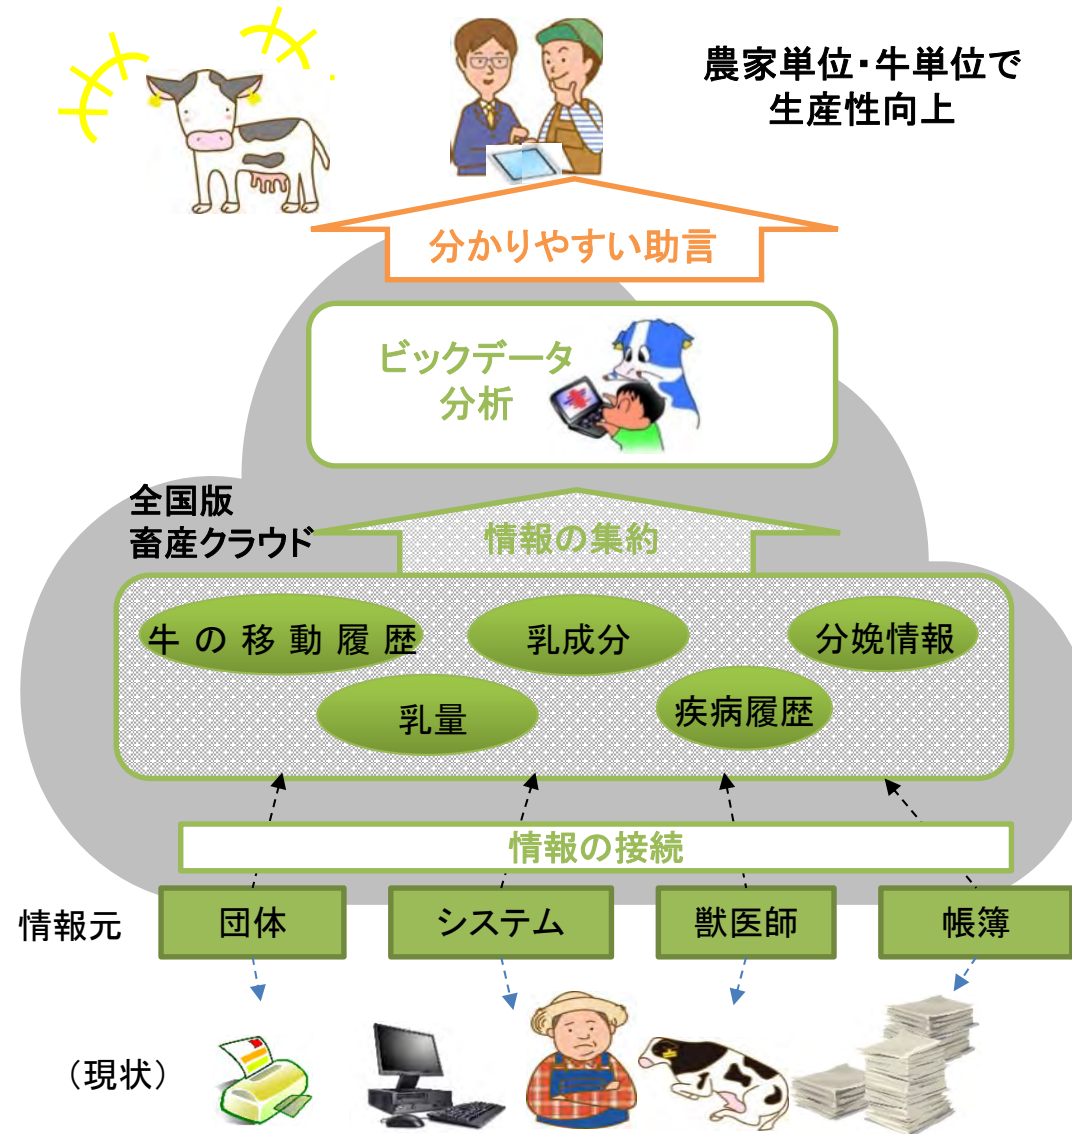 農家単位・牛単位で
生産性向上
分かりやすい助言
ビックデータ
分析
全国版
畜産クラウド
情報の集約
牛の移動履歴
乳成分
分娩情報
乳量
疾病履歴
情報の接続
情報元
団体
システム
獣医師
帳簿
（現状）